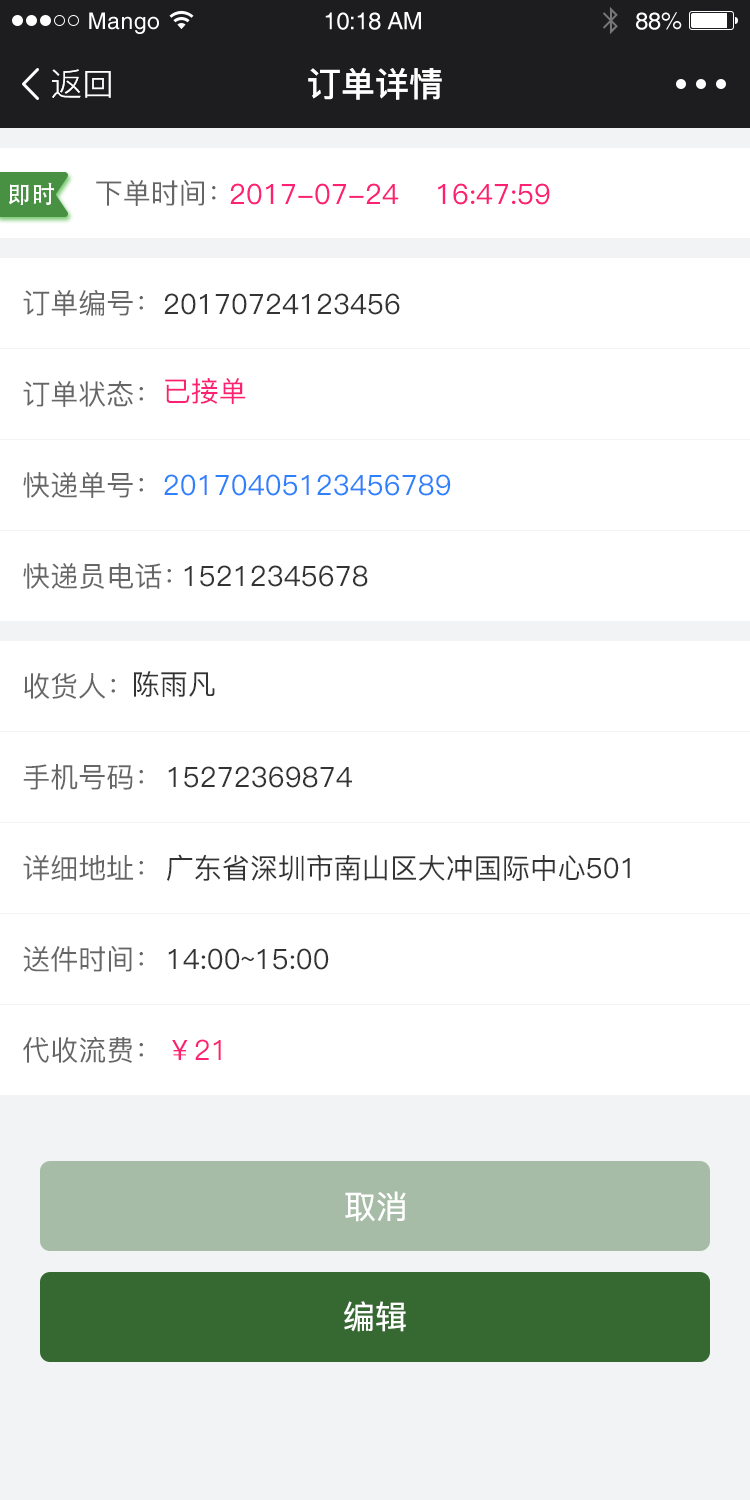 Mango 10:18 AM 88%
返回 订单详情
即时 下单时间：2017-07-24 16:47:59
订单编号：20170724123456
订单状态：已接单
快递单号：20170405123456789
快递员电话：15212345678
收货人：陈雨凡
手机号码：15272369874
详细地址：广东省深圳市南山区大冲国际中心501
送件时间：14:00~15:00
代收流费：￥21
取消
编辑